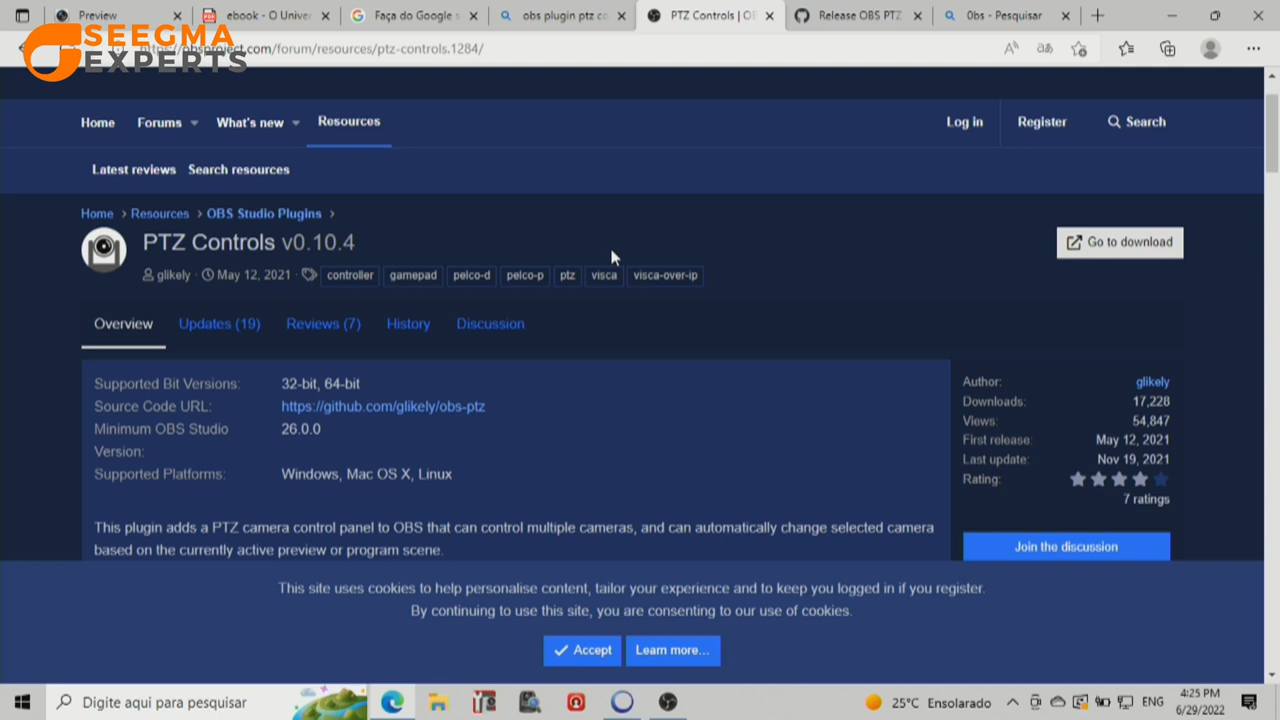 Preview
ebook - O Univer
Faça do Google s
obs plugin ptz co
PTZ Controls | O
Release OBS PTZ
0bs - Pesquisar
SEEGMA
EXPERTS
https://obsproject.com/forum/resources/ptz-controls.1284/
Home
Forums
What's new
Resources
Log in
Register
Search
Latest reviews
Search resources
Home > Resources > OBS Studio Plugins >
PTZ Controls v0.10.4
Go to download
glikely · May 12, 2021 · controller gamepad pelco-d pelco-p ptz visca visca-over-ip
Overview
Updates (19)
Reviews (7)
History
Discussion
Supported Bit Versions: 32-bit, 64-bit
Source Code URL: https://github.com/glikely/obs-ptz
Minimum OBS Studio 26.0.0
Version:
Supported Platforms: Windows, Mac OS X, Linux
This plugin adds a PTZ camera control panel to OBS that can control multiple cameras, and can automatically change selected camera
based on the currently active preview or program scene.
Author: glikely
Downloads: 17,228
Views: 54,847
First release: May 12, 2021
Last update: Nov 19, 2021
Rating:
7 ratings
Join the discussion
This site uses cookies to help personalise content, tailor your experience and to keep you logged in if you register.
By continuing to use this site, you are consenting to our use of cookies.
Accept
Learn more...
Digite aqui para pesquisar
25°C Ensolarado
ENG
4:25 PM
6/29/2022